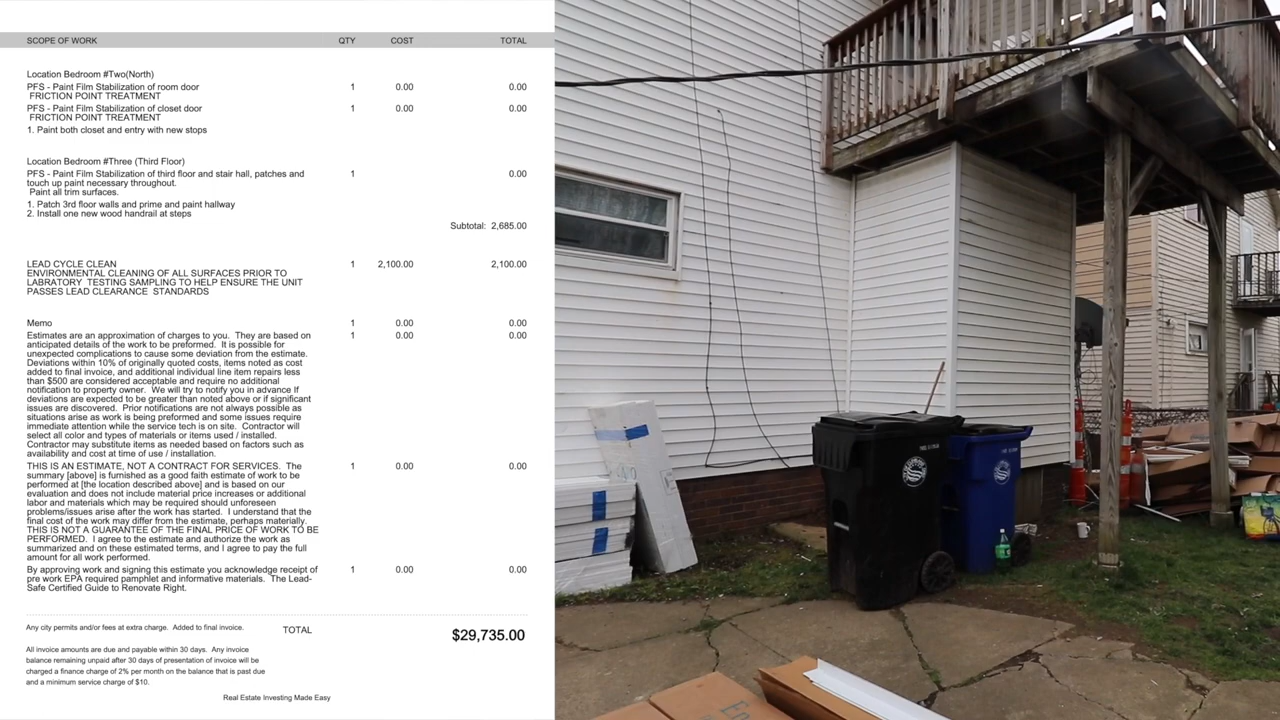 SCOPE OF WORK QTY COST TOTAL
Location Bedroom #Two(North)
PFS - Paint Film Stabilization of room door 1 0.00 0.00
FRICTION POINT TREATMENT
PFS - Paint Film Stabilization of closet door 1 0.00 0.00
FRICTION POINT TREATMENT
1. Paint both closet and entry with new stops
Location Bedroom #Three (Third Floor)
PFS - Paint Film Stabilization of third floor and stair hall, patches and 1 0.00
touch up paint necessary throughout.
Paint all trim surfaces.
1. Patch 3rd floor walls and prime and paint hallway
2. Install one new wood handrail at steps
Subtotal: 2,685.00
LEAD CYCLE CLEAN 1 2,100.00 2,100.00
ENVIRONMENTAL CLEANING OF ALL SURFACES PRIOR TO
LABRATORY TESTING SAMPLING TO HELP ENSURE THE UNIT
PASSES LEAD CLEARANCE STANDARDS
Memo 1 0.00 0.00
Estimates are an approximation of charges to you. They are based on 1 0.00 0.00
anticipated details of the work to be preformed. It is possible for
unexpected complications to cause some deviation from the estimate.
Deviations within 10% of originally quoted costs, items noted as cost
added to final invoice, and additional individual line item repairs less
than $500 are considered acceptable and require no additional
notification to property owner. We will try to notify you in advance If
deviations are expected to be greater than noted above or if significant
issues are discovered. Prior notifications are not always possible as
situations arise as work is being preformed and some issues require
immediate attention while the service tech is on site. Contractor will
select all color and types of materials or items used / installed.
Contractor may substitute items as needed based on factors such as
availability and cost at time of use / installation.
THIS IS AN ESTIMATE, NOT A CONTRACT FOR SERVICES. The 1 0.00 0.00
summary [above] is furnished as a good faith estimate of work to be
performed at [the location described above] and is based on our
evaluation and does not include material price increases or additional
labor and materials which may be required should unforeseen
problems/issues arise after the work has started. I understand that the
final cost of the work may differ from the estimate, perhaps materially.
THIS IS NOT A GUARANTEE OF THE FINAL PRICE OF WORK TO BE
PERFORMED. I agree to the estimate and authorize the work as
summarized and on these estimated terms, and I agree to pay the full
amount for all work performed.
By approving work and signing this estimate you acknowledge receipt of 1 0.00 0.00
pre work EPA required pamphlet and informative materials. The Lead-
Safe Certified Guide to Renovate Right.
Any city permits and/or fees at extra charge. Added to final invoice. TOTAL $29,735.00
All invoice amounts are due and payable within 30 days. Any invoice
balance remaining unpaid after 30 days of presentation of invoice will be
charged a finance charge of 2% per month on the balance that is past due
and a minimum service charge of $10.
Real Estate Investing Made Easy